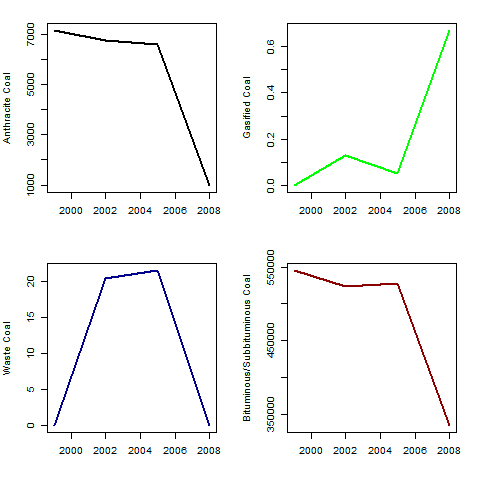 Anthracite Coal
7000
5000
3000
1000
2000 2002 2004 2006 2008
Gasified Coal
0.6
0.4
0.2
0.0
2000 2002 2004 2006 2008
Waste Coal
20
15
10
5
0
2000 2002 2004 2006 2008
Bituminous/Subbituminous Coal
550000
450000
350000
2000 2002 2004 2006 2008